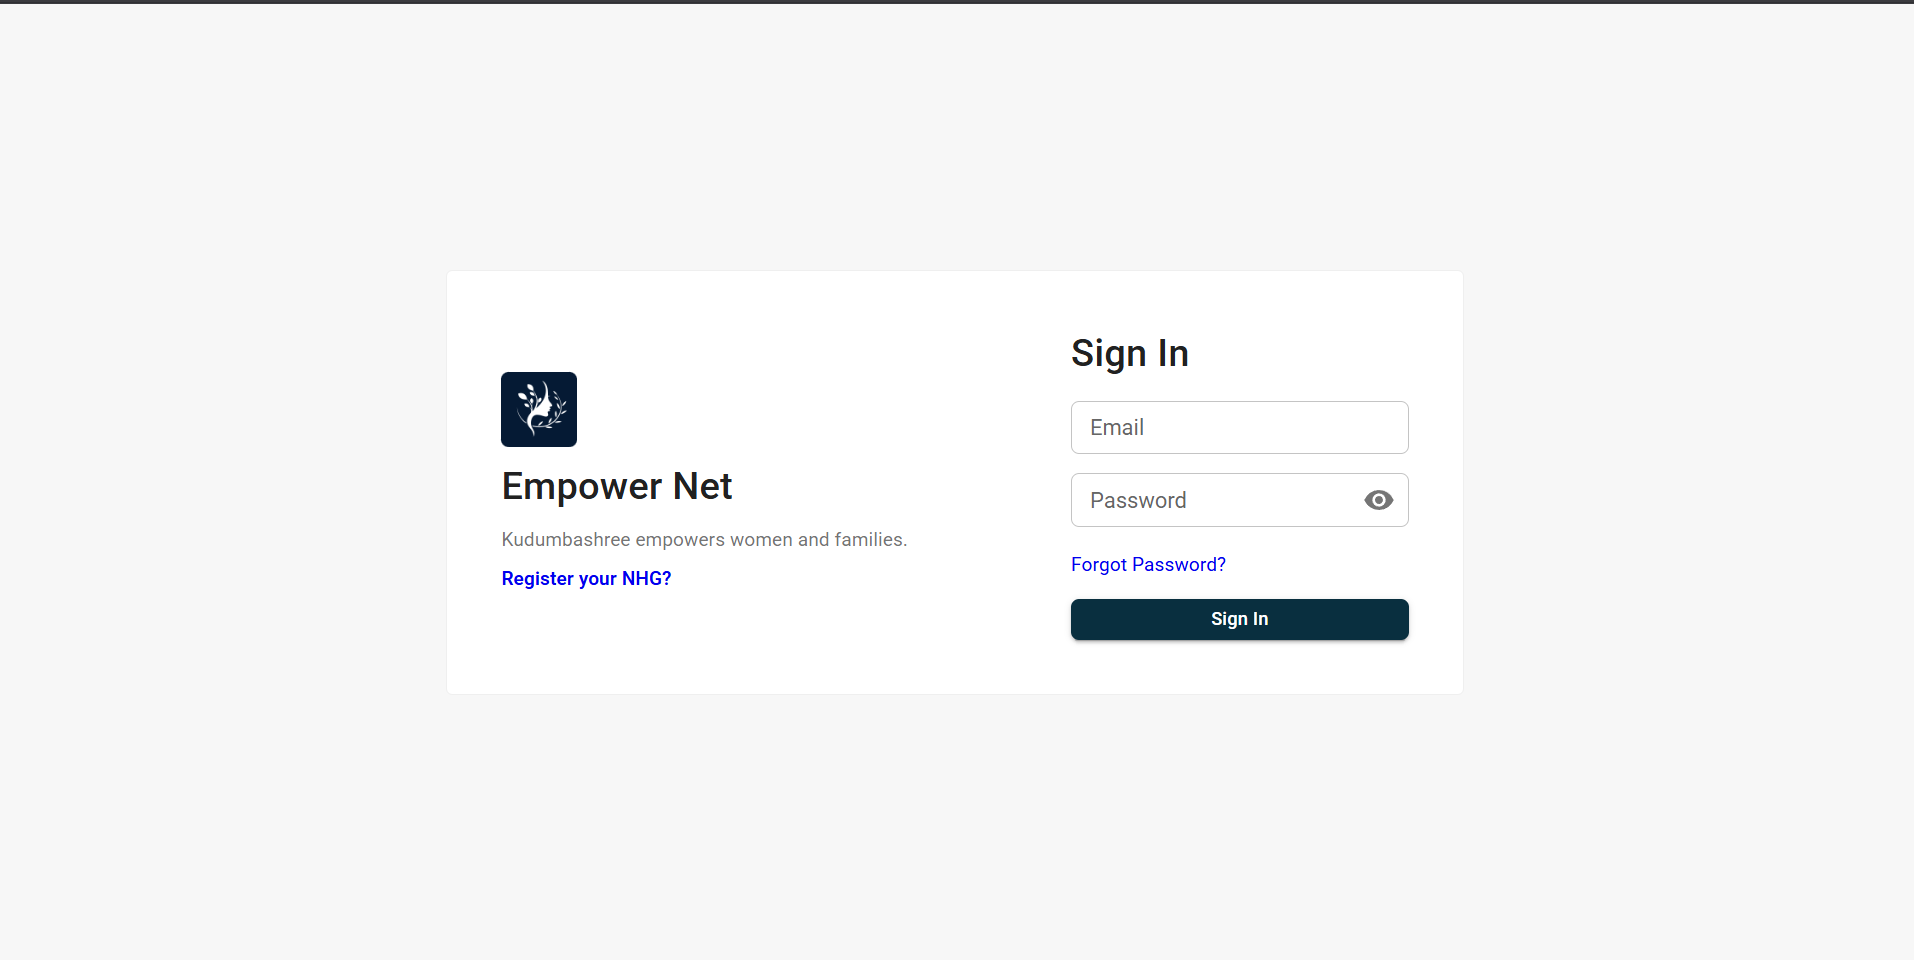 Empower Net
Kudumbashree empowers women and families.
Register your NHG?
Sign In
Email
Password
Forgot Password?
Sign In